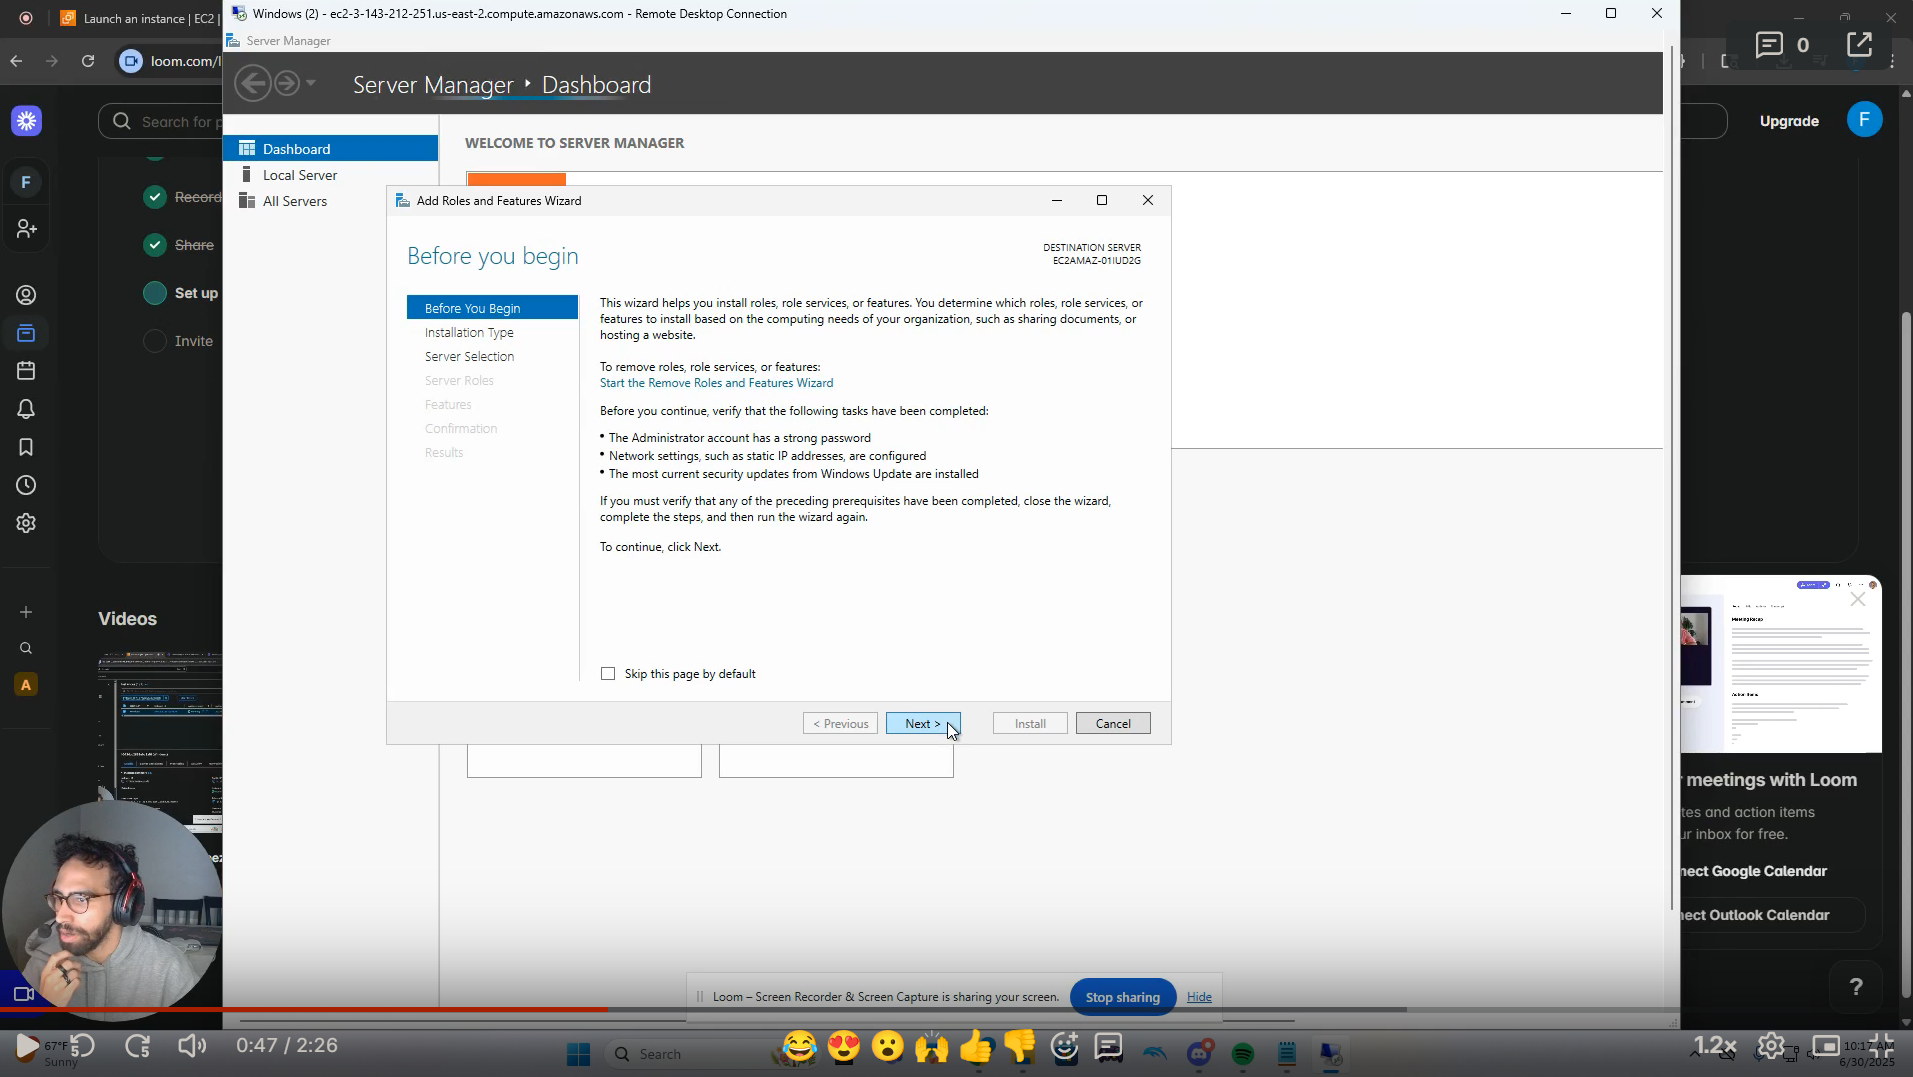 Launch an instance | EC2 |
Windows (2) - ec2-3-143-212-251.us-east-2.compute.amazonaws.com - Remote Desktop Connection
loom.com/l
Server Manager
0
Server Manager
Dashboard
Search for p
Upgrade
F
F
Record
Share
Set up
Invite
Dashboard
Local Server
All Servers
WELCOME TO SERVER MANAGER
Add Roles and Features Wizard
Before you begin
DESTINATION SERVER
EC2AMAZ-01IUD2G
Before You Begin
Installation Type
Server Selection
Server Roles
Features
Confirmation
Results
This wizard helps you install roles, role services, or features. You determine which roles, role services, or
features to install based on the computing needs of your organization, such as sharing documents, or
hosting a website.
To remove roles, role services, or features:
Start the Remove Roles and Features Wizard
Before you continue, verify that the following tasks have been completed:
• The Administrator account has a strong password
• Network settings, such as static IP addresses, are configured
• The most current security updates from Windows Update are installed
If you must verify that any of the preceding prerequisites have been completed, close the wizard,
complete the steps, and then run the wizard again.
To continue, click Next.
Skip this page by default
< Previous
Next >
Install
Cancel
Videos
A
Meeting Recap
Action Items
r meetings with Loom
tes and action items
ur inbox for free.
nect Google Calendar
nect Outlook Calendar
?
Loom – Screen Recorder & Screen Capture is sharing your screen.
Stop sharing
Hide
67°F
Sunny
5
5
0:47 / 2:26
Search
1.2x
10:17 AM
6/30/2025